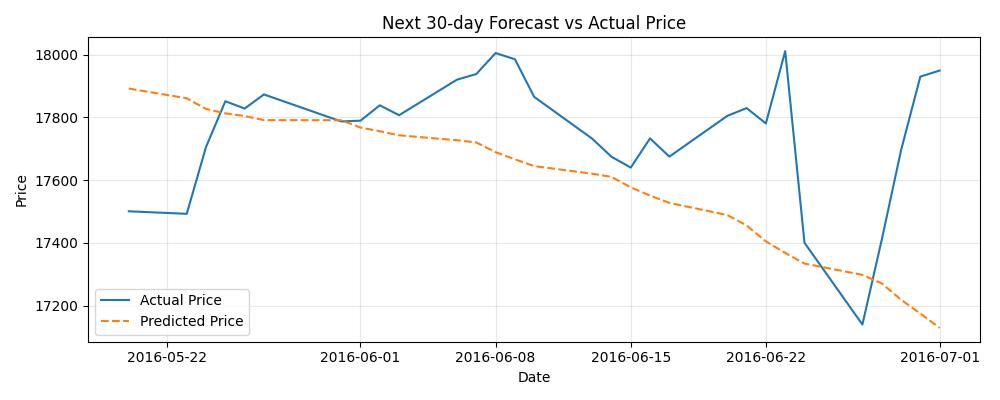 Next 30-day Forecast vs Actual Price
Price
18000
17800
17600
17400
17200
Actual Price
Predicted Price
2016-05-22
2016-06-01
2016-06-08
2016-06-15
2016-06-22
2016-07-01
Date